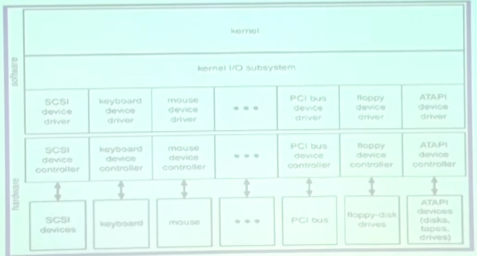 software
kernel
kernel I/O subsystem
SCSI device driver
keyboard device driver
mouse device driver
•••
PCI bus device driver
floppy device driver
ATAPI device driver
hardware
SCSI device controller
keyboard device controller
mouse device controller
•••
PCI bus device controller
floppy device controller
ATAPI device controller
SCSI devices
keyboard
mouse
•••
PCI bus
floppy-disk drives
ATAPI devices (disks, tapes, drives)